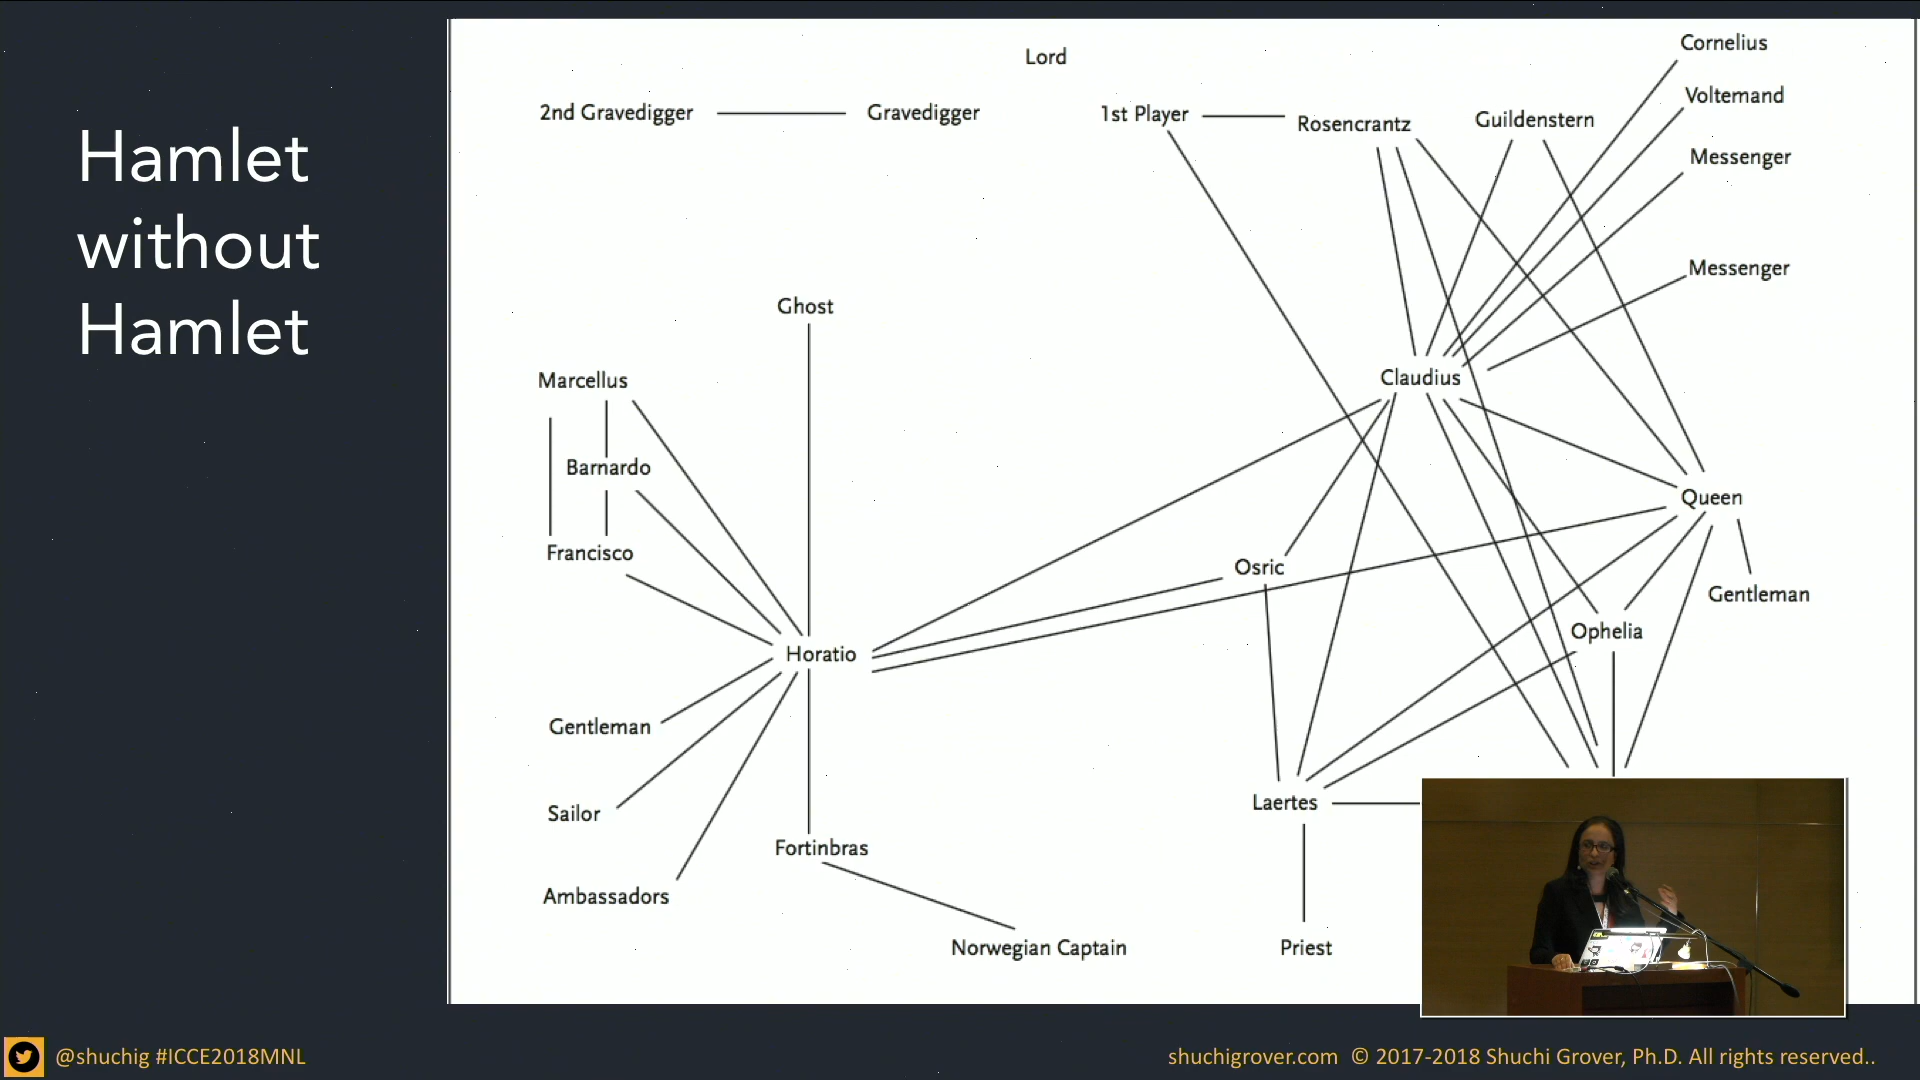 Hamlet
without
Hamlet
Lord
Cornelius
Voltemand
2nd Gravedigger
Gravedigger
1st Player
Rosencrantz
Guildenstern
Messenger
Messenger
Ghost
Marcellus
Claudius
Barnardo
Queen
Francisco
Osric
Gentleman
Ophelia
Horatio
Gentleman
Laertes
Sailor
Fortinbras
Ambassadors
Norwegian Captain
Priest
@shuchig #ICCE2018MNL
shuchigrover.com © 2017-2018 Shuchi Grover, Ph.D. All rights reserved..